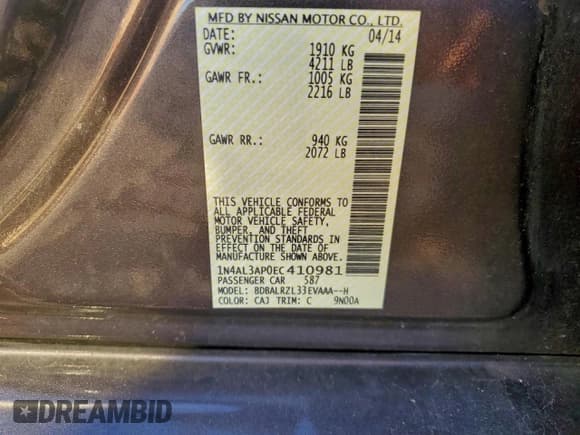 MFD BY NISSAN MOTOR CO., LTD.
DATE: 04/14
GVWR: 1910 KG
4211 LB
GAWR FR.: 1005 KG
2216 LB
GAWR RR.: 940 KG
2072 LB
THIS VEHICLE CONFORMS TO
ALL APPLICABLE FEDERAL
MOTOR VEHICLE SAFETY,
BUMPER, AND THEFT
PREVENTION STANDARDS IN
EFFECT ON THE DATE OF
MANUFACTURE SHOWN ABOVE.
1N4AL3AP0EC410981
PASSENGER CAR 587
MODEL: BDBALRZL33EVAAA--H
COLOR: CAJ TRIM: C 9N00A
DREAMBID